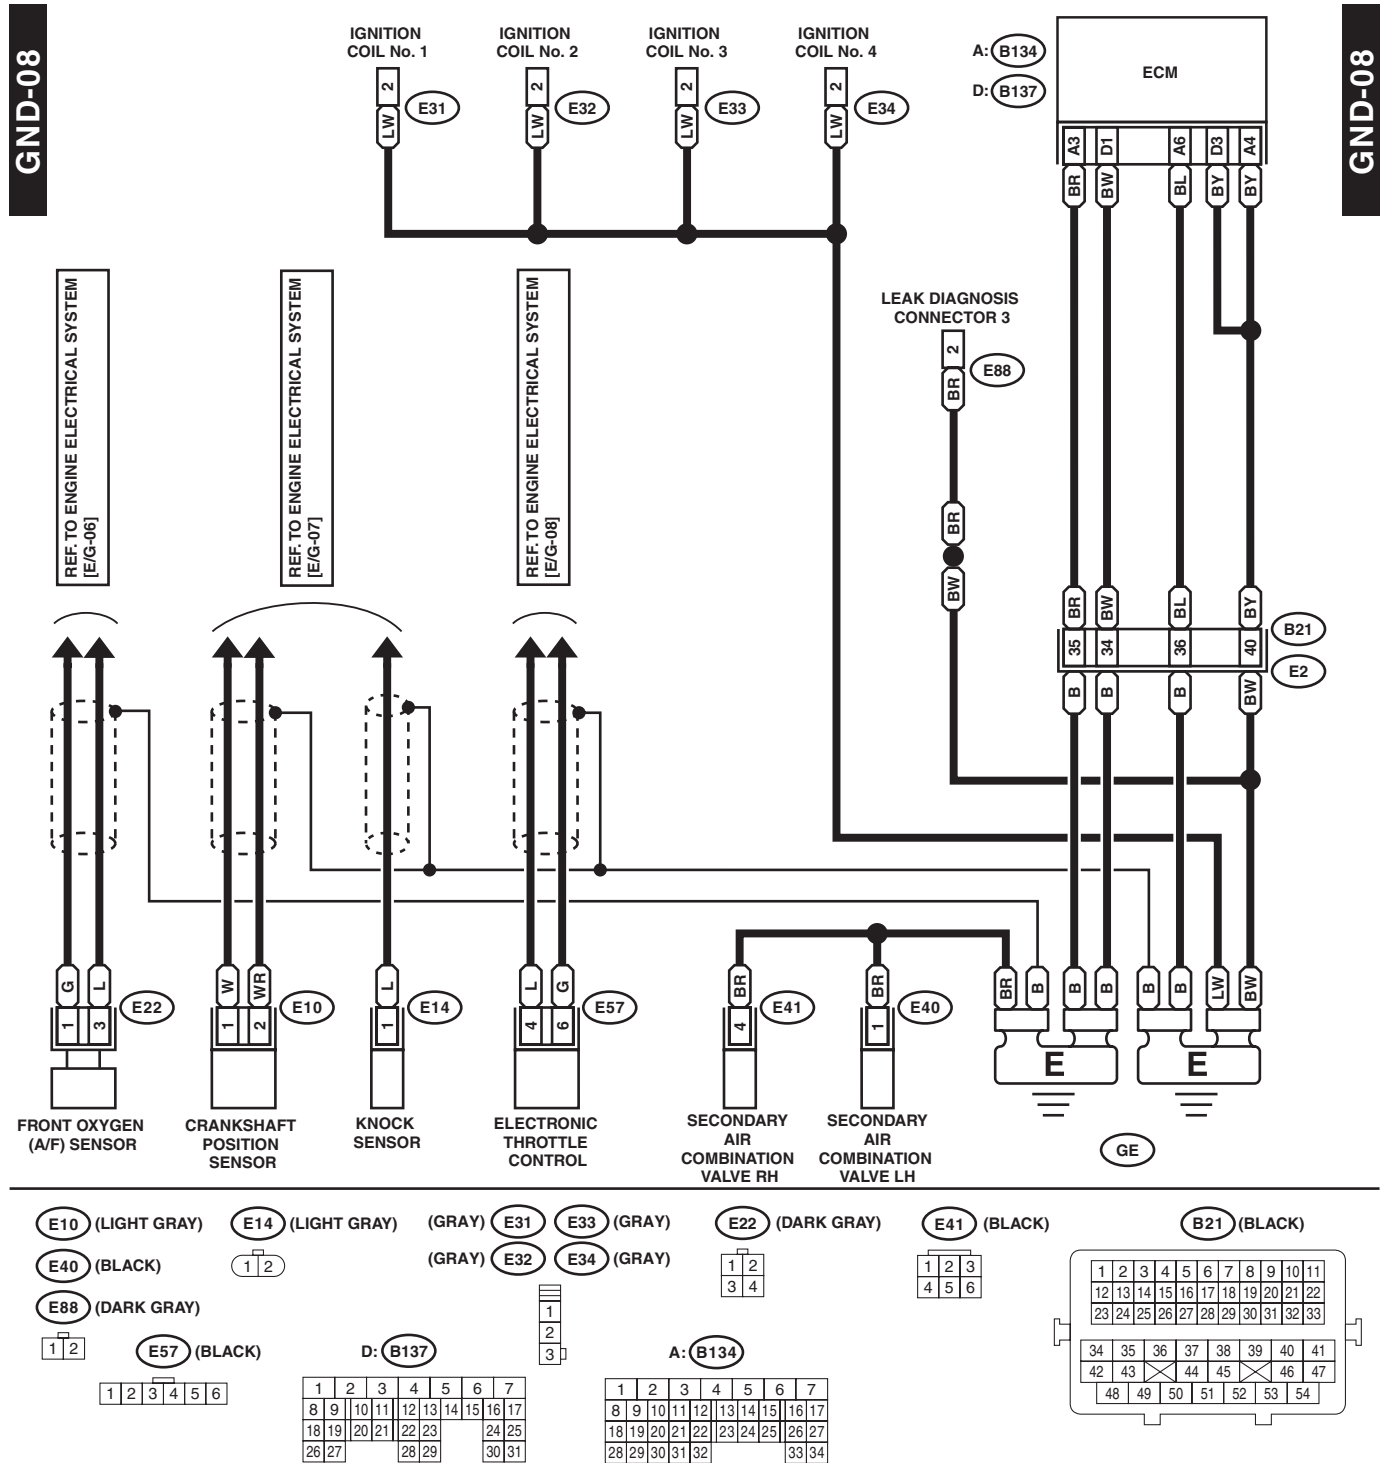 GND-08
GND-08
IGNITION
COIL No. 1
IGNITION
COIL No. 2
IGNITION
COIL No. 3
IGNITION
COIL No. 4
A: B134
D: B137
ECM
2
2
2
2
E31
E32
E33
E34
LW
LW
LW
LW
A3
D1
A6
D3
A4
BR
BW
BL
BY
BY
REF. TO ENGINE ELECTRICAL SYSTEM
[E/G-06]
REF. TO ENGINE ELECTRICAL SYSTEM
[E/G-07]
REF. TO ENGINE ELECTRICAL SYSTEM
[E/G-08]
LEAK DIAGNOSIS
CONNECTOR 3
2
E88
BR
BR
BW
BR
BW
BL
BY
B21
35
34
36
40
E2
B
B
B
BW
G
L
W
WR
L
L
G
BR
BR
BR
B
B
B
B
B
LW
BW
1
3
E22
1
2
E10
1
E14
4
6
E57
4
E41
1
E40
E
E
GE
FRONT OXYGEN
(A/F) SENSOR
CRANKSHAFT
POSITION
SENSOR
KNOCK
SENSOR
ELECTRONIC
THROTTLE
CONTROL
SECONDARY
AIR
COMBINATION
VALVE RH
SECONDARY
AIR
COMBINATION
VALVE LH
E10 (LIGHT GRAY)
E40 (BLACK)
E88 (DARK GRAY)
1 2
E14 (LIGHT GRAY)
1 2
(GRAY) E31 E33 (GRAY)
(GRAY) E32 E34 (GRAY)
1
2
3
E22 (DARK GRAY)
1 2
3 4
E41 (BLACK)
1 2 3
4 5 6
B21 (BLACK)
1 2 3 4 5 6 7 8 9 10 11
12 13 14 15 16 17 18 19 20 21 22
23 24 25 26 27 28 29 30 31 32 33
34 35 36 37 38 39 40 41
42 43 44 45 46 47
48 49 50 51 52 53 54
E57 (BLACK)
1 2 3 4 5 6
D: B137
1 2 3 4 5 6 7
8 9 10 11 12 13 14 15 16 17
18 19 20 21 22 23 24 25
26 27 28 29 30 31
A: B134
1 2 3 4 5 6 7
8 9 10 11 12 13 14 15 16 17
18 19 20 21 22 23 24 25 26 27
28 29 30 31 32 33 34